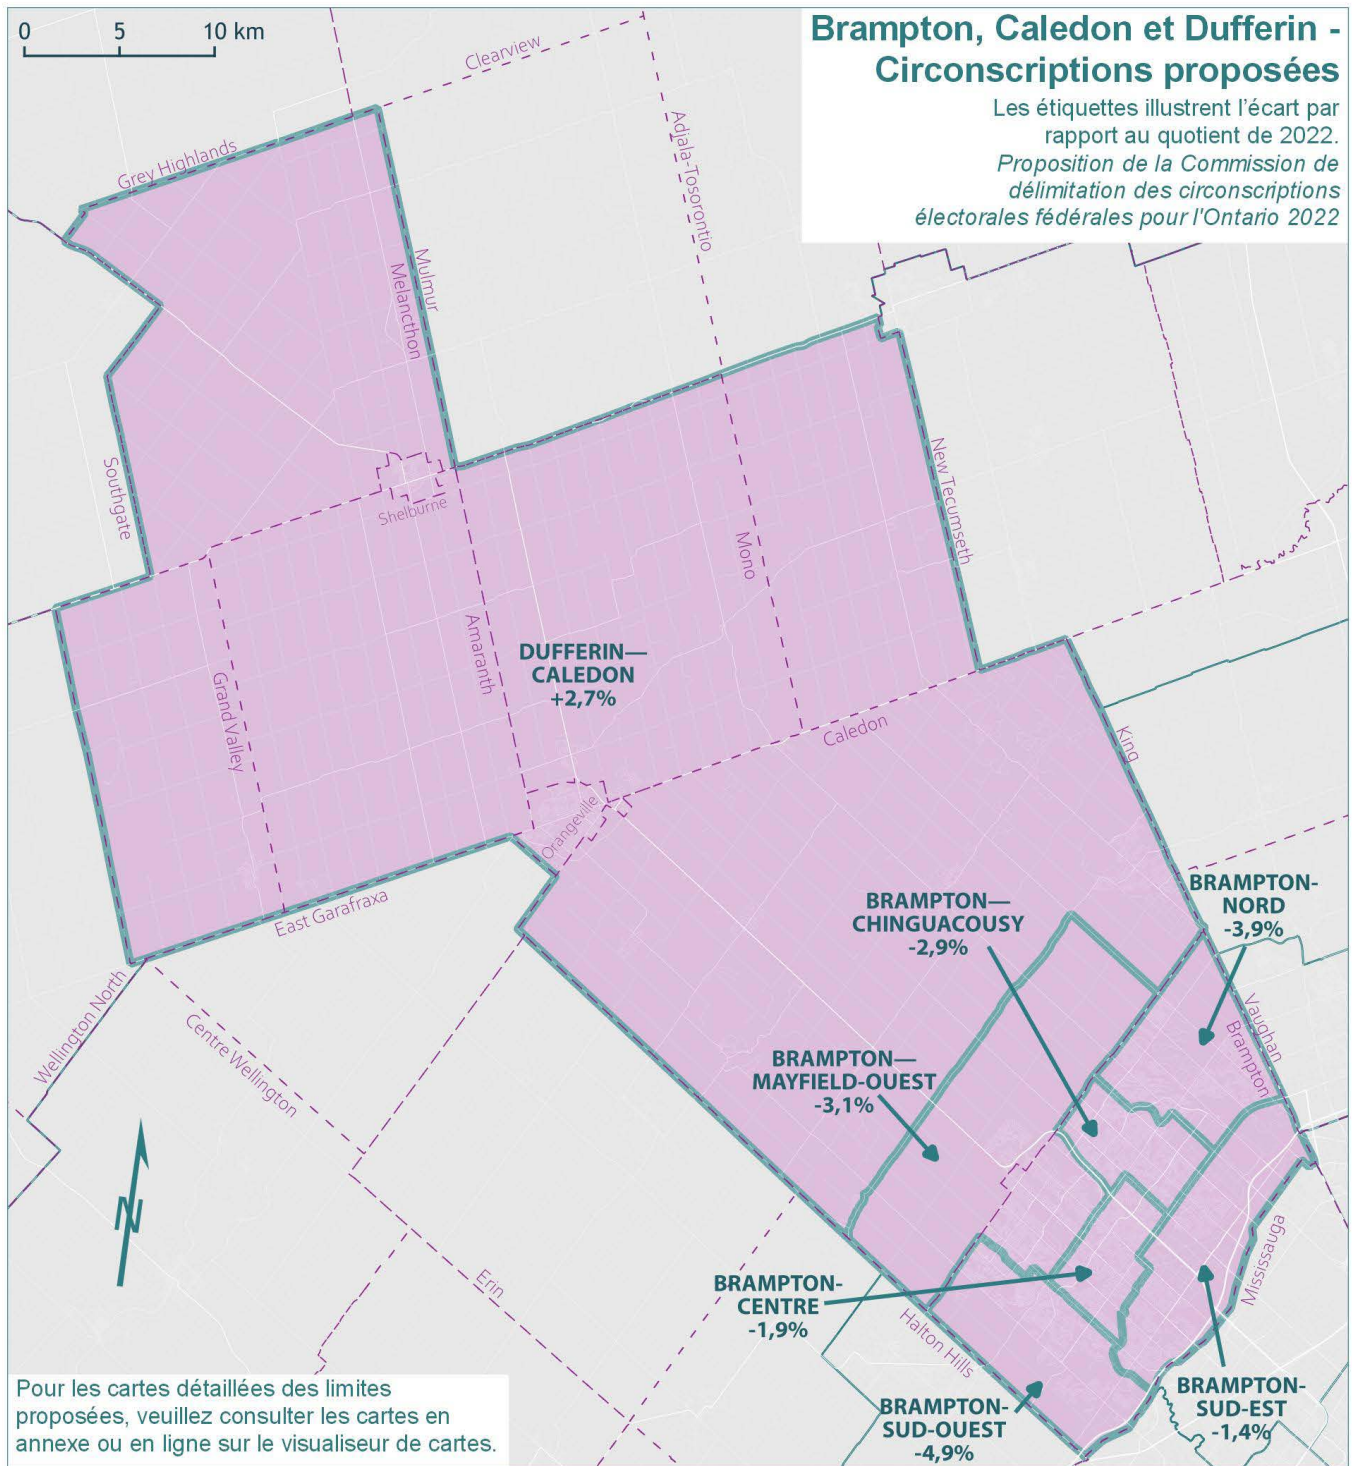 0 5 10 km
Brampton, Caledon et Dufferin -
Circonscriptions proposées
Les étiquettes illustrent l'écart par
rapport au quotient de 2022.
Proposition de la Commission de
délimitation des circonscriptions
électorales fédérales pour l'Ontario 2022
Clearview
Grey Highlands
Adjala-Tosorontio
Mulmur
Melancthon
Southgate
Shelburne
New Tecumseth
Mono
Amaranth
Grand Valley
DUFFERIN—
CALEDON
+2,7%
Caledon
King
Orangeville
East Garafraxa
BRAMPTON—
CHINGUACOUSY
-2,9%
BRAMPTON-
NORD
-3,9%
Wellington North
Centre Wellington
Vaughan
Brampton
BRAMPTON—
MAYFIELD-OUEST
-3,1%
N
Erin
Mississauga
BRAMPTON-
CENTRE
-1,9%
Halton Hills
BRAMPTON-
SUD-OUEST
-4,9%
BRAMPTON-
SUD-EST
-1,4%
Pour les cartes détaillées des limites
proposées, veuillez consulter les cartes en
annexe ou en ligne sur le visualiseur de cartes.